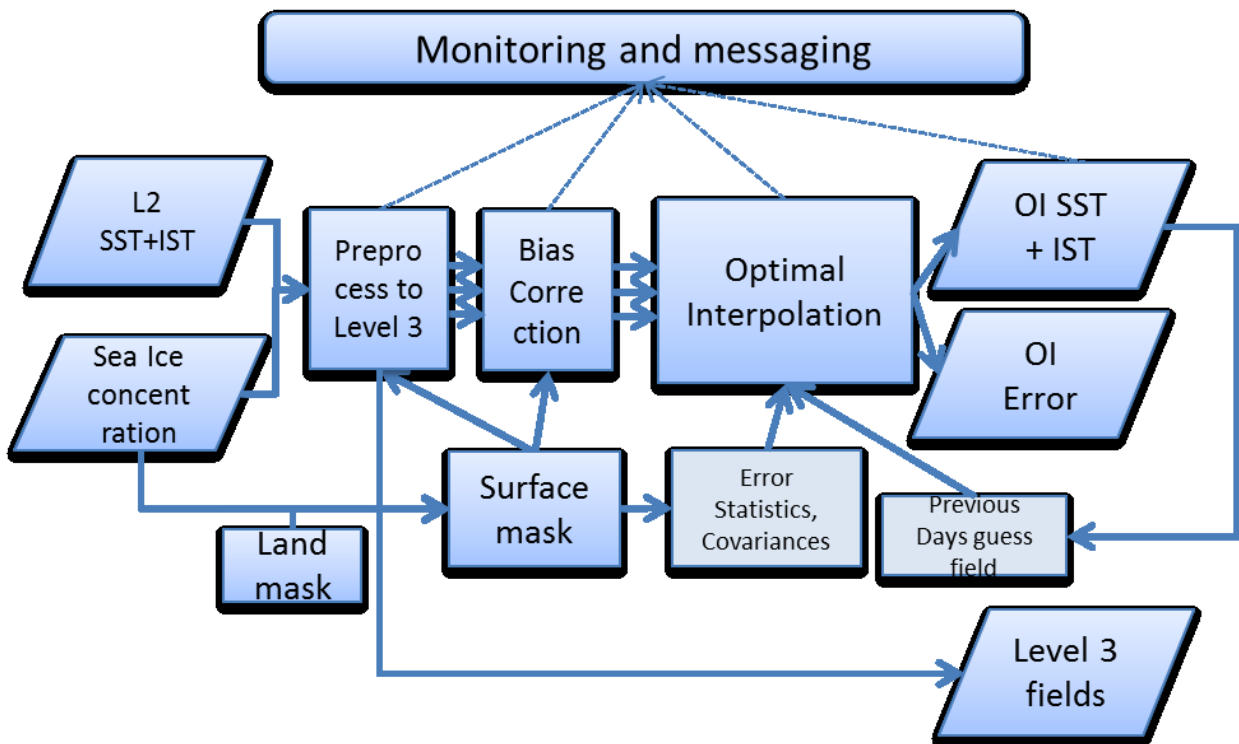 Monitoring and messaging
L2
SST+IST
Prepro
cess to
Level 3
Bias
Corre
ction
Optimal
Interpolation
OI SST
+ IST
Sea Ice
concent
ration
OI
Error
Surface
mask
Error
Statistics,
Covariances
Previous
Days guess
field
Land
mask
Level 3
fields